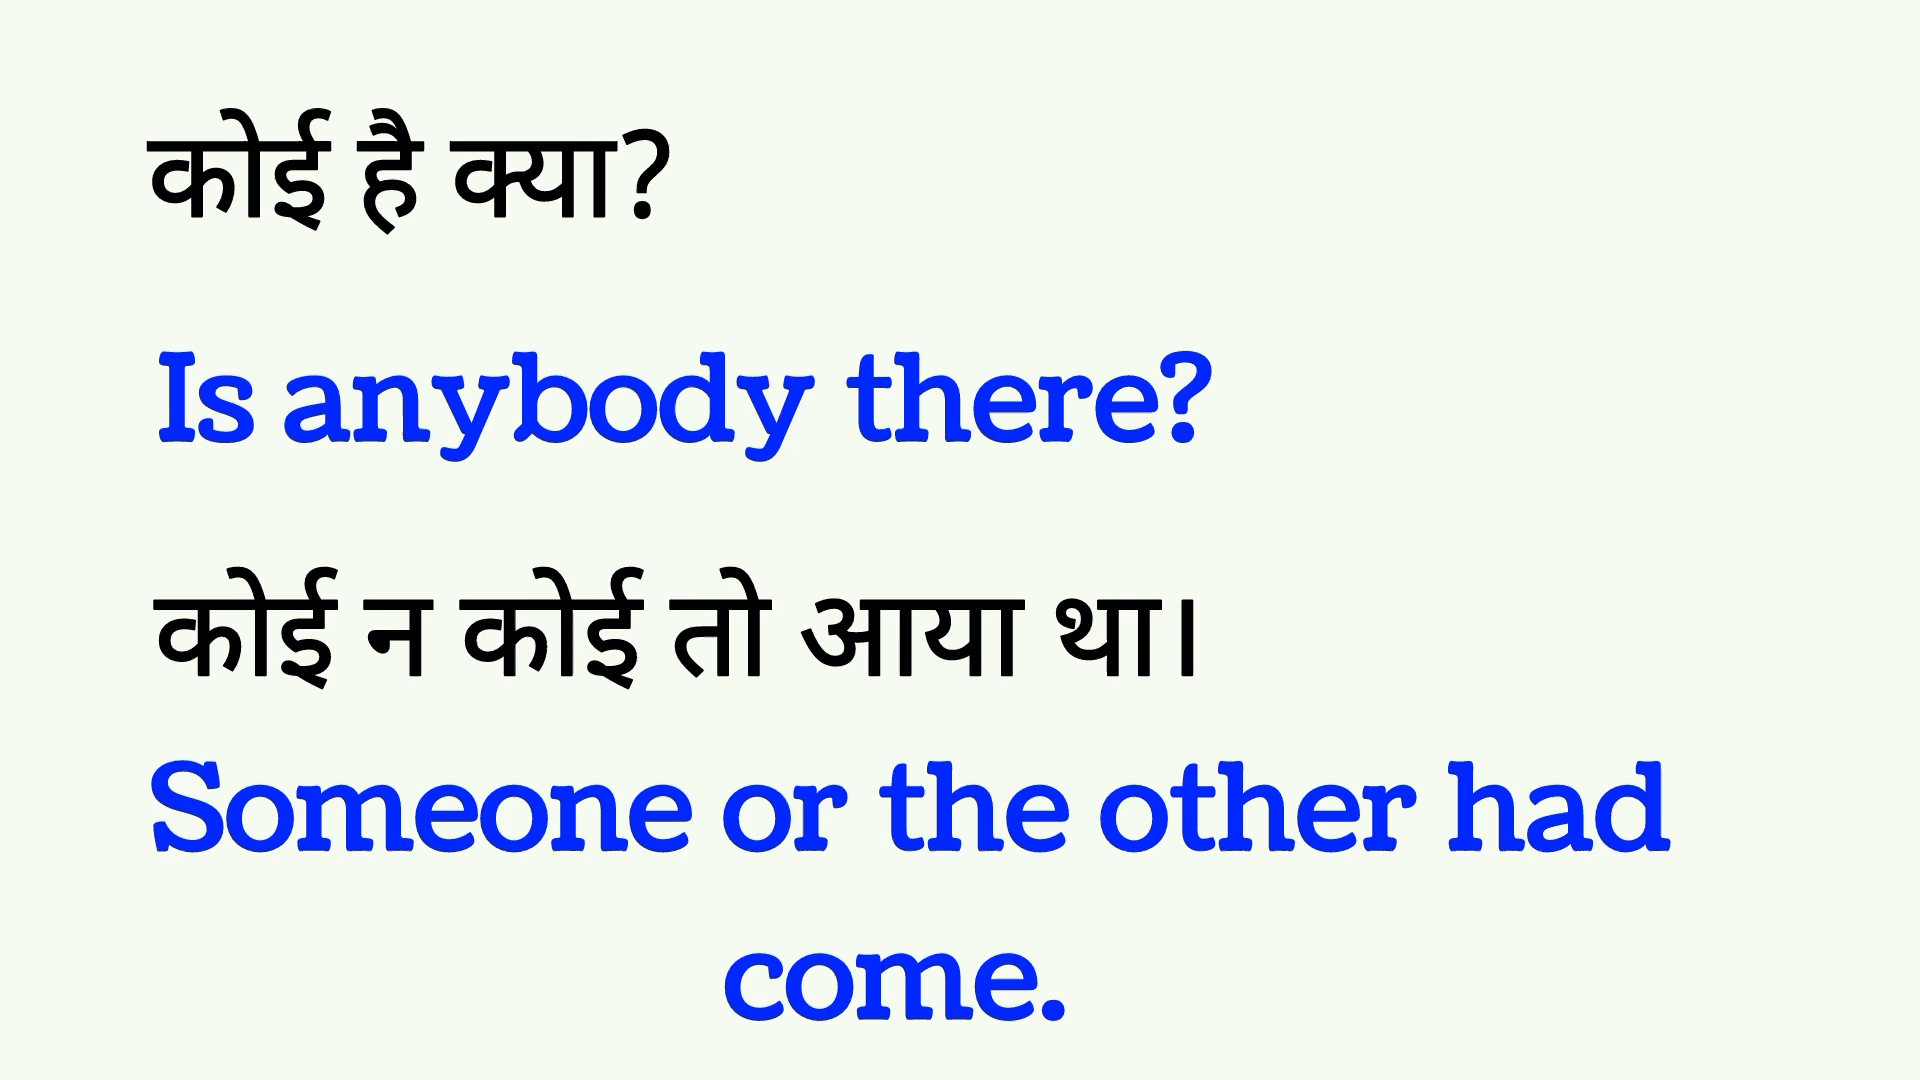 कोई है क्या?
Is anybody there?
कोई न कोई तो आया था।
Someone or the other had
come.